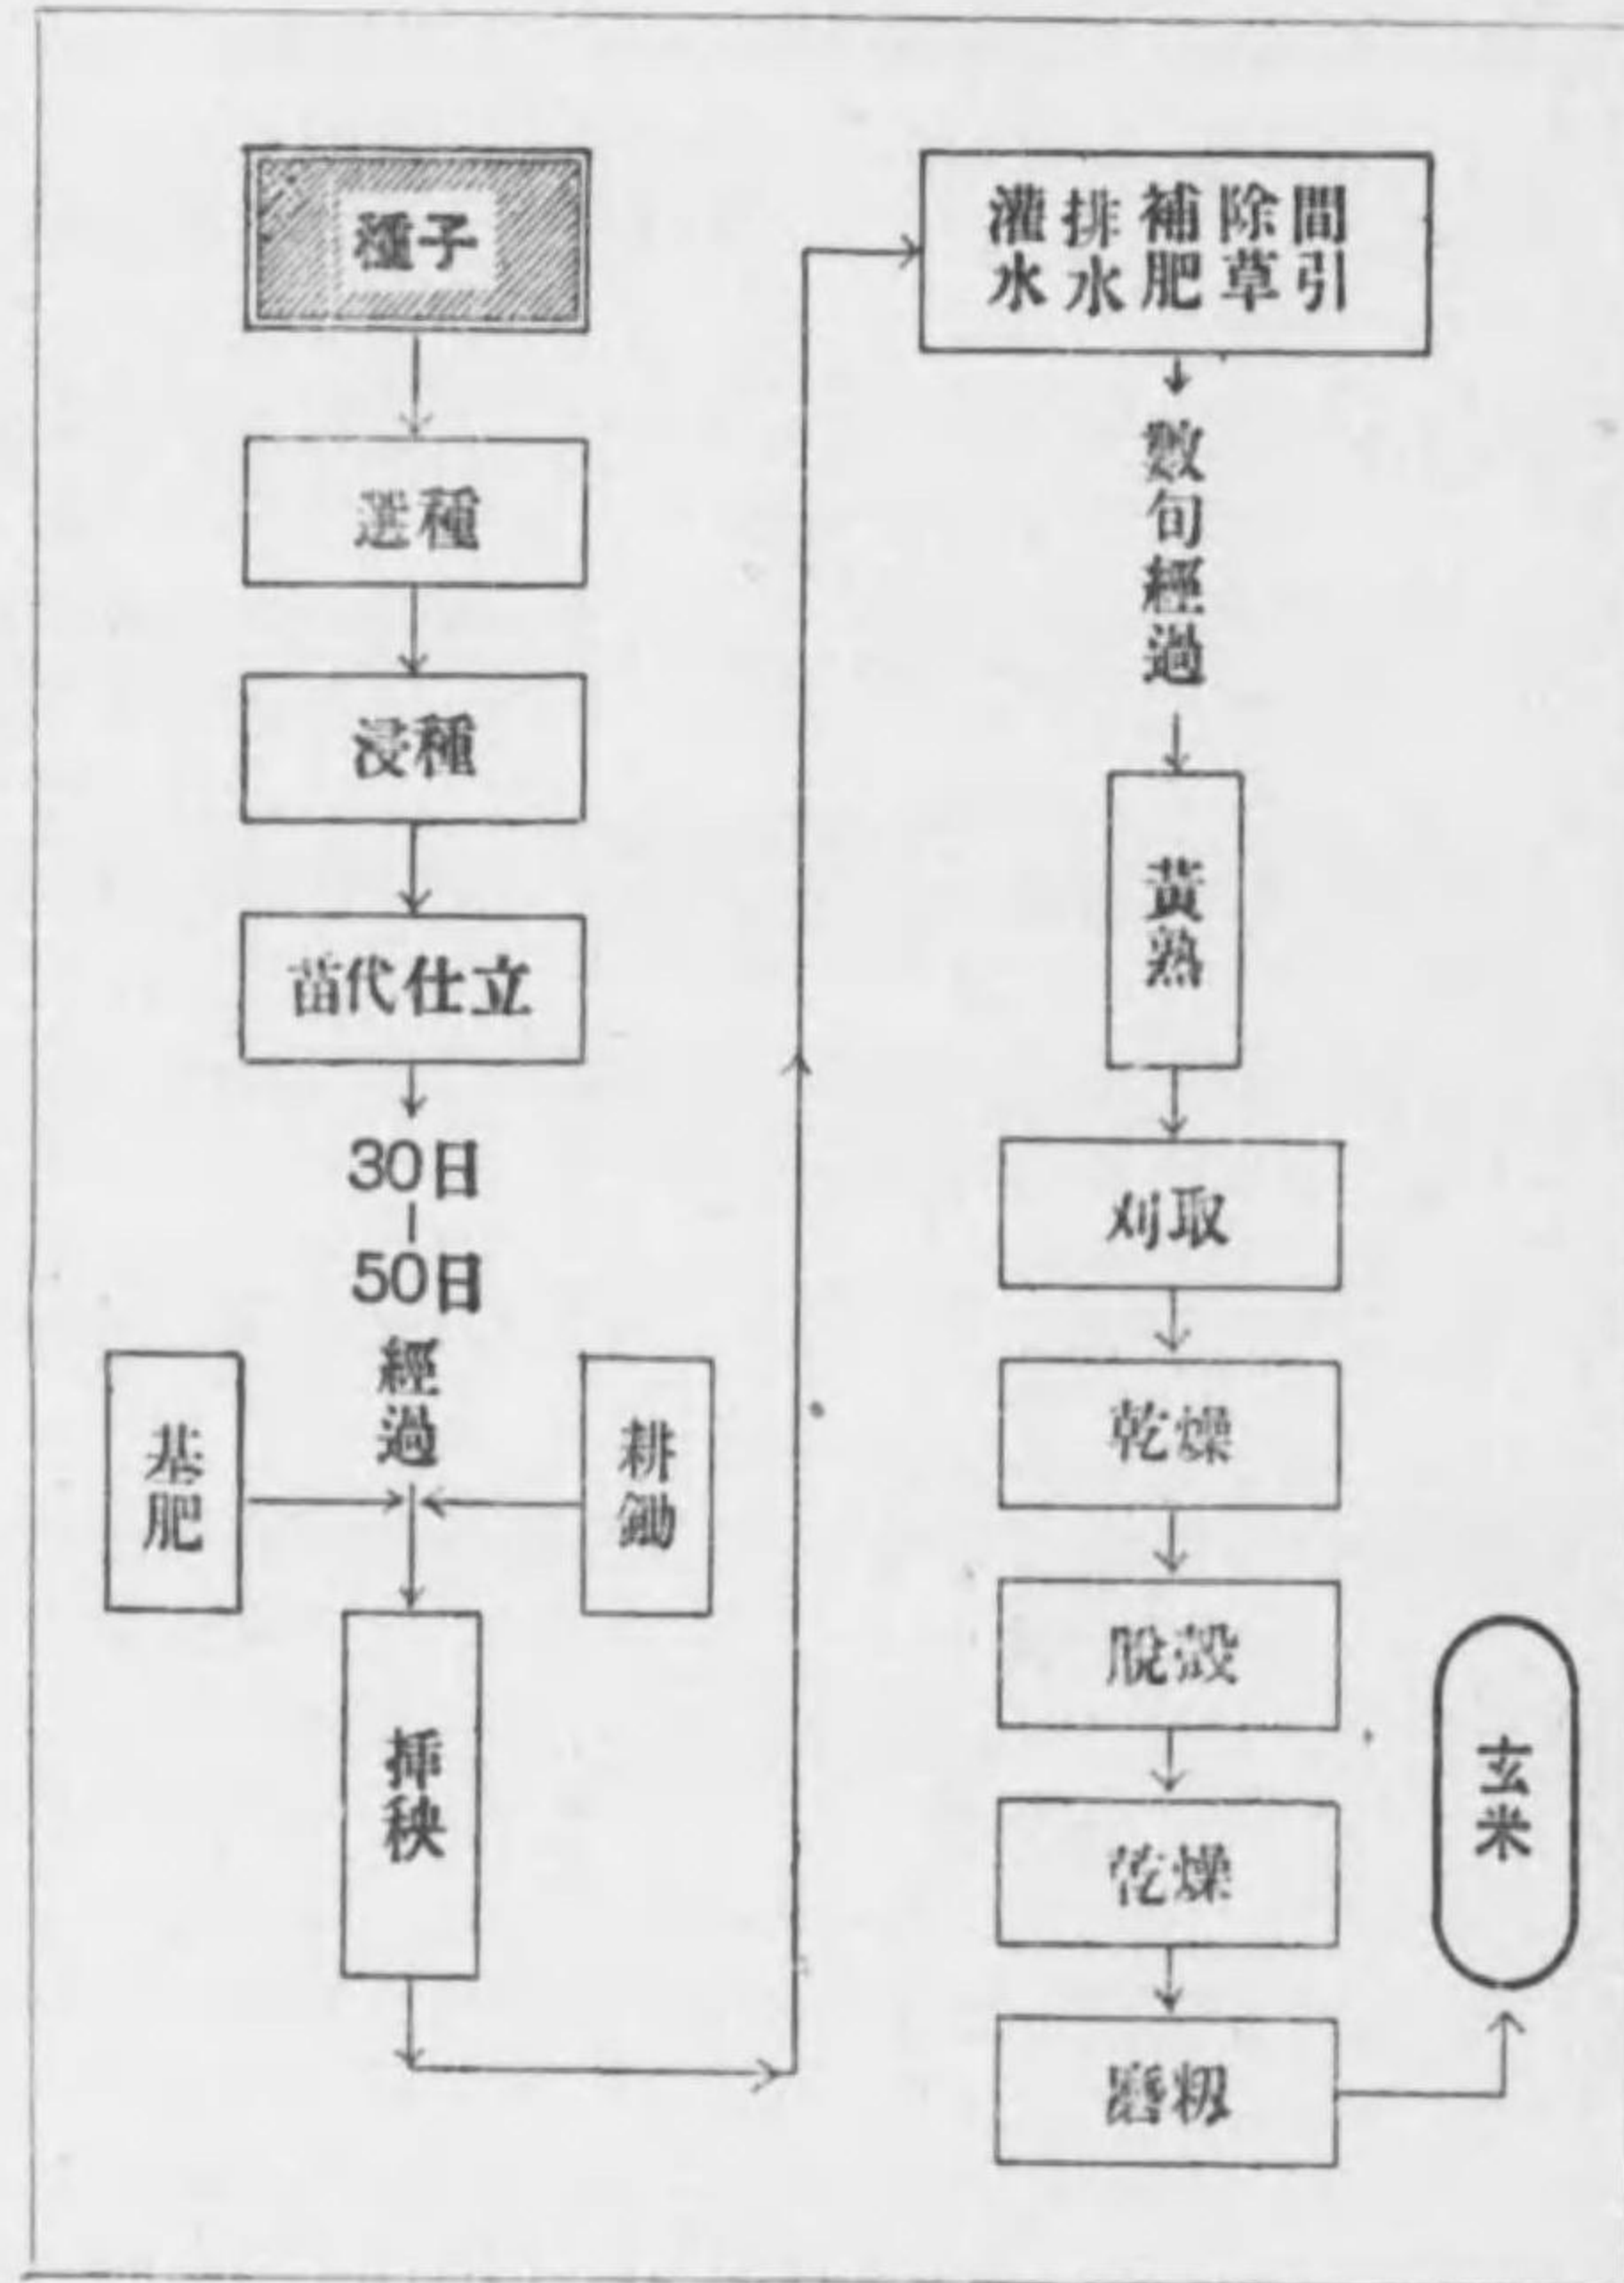 種子
選種
浸種
苗代仕立
30日
|
50日
經過
基肥
耕鋤
挿秧
灌水
排水
補肥
除草
間引
數旬經過
黃熟
刈取
乾燥
脫殼
乾燥
磨籾
玄米